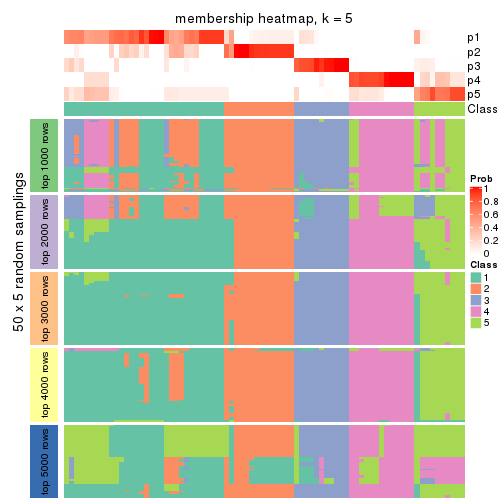 membership heatmap, k = 5
p1
p2
p3
p4
p5
Class
50 x 5 random samplings
top 1000 rows
top 2000 rows
top 3000 rows
top 4000 rows
top 5000 rows
Prob
1
0.8
0.6
0.4
0.2
0
Class
1
2
3
4
5